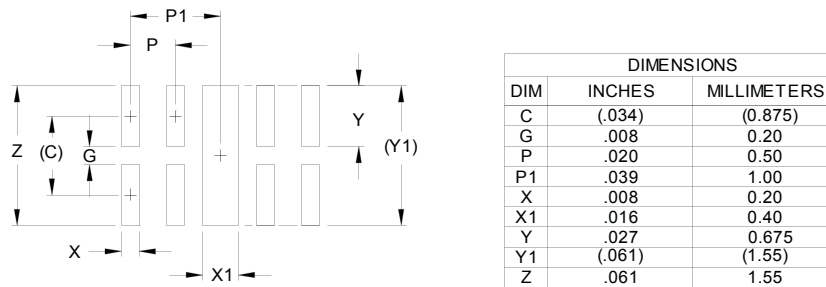 P1
P
Z
(C)
G
Y
(Y1)
X
X1
DIMENSIONS
DIM INCHES MILLIMETERS
C (.034) (0.875)
G .008 0.20
P .020 0.50
P1 .039 1.00
X .008 0.20
X1 .016 0.40
Y .027 0.675
Y1 (.061) (1.55)
Z .061 1.55